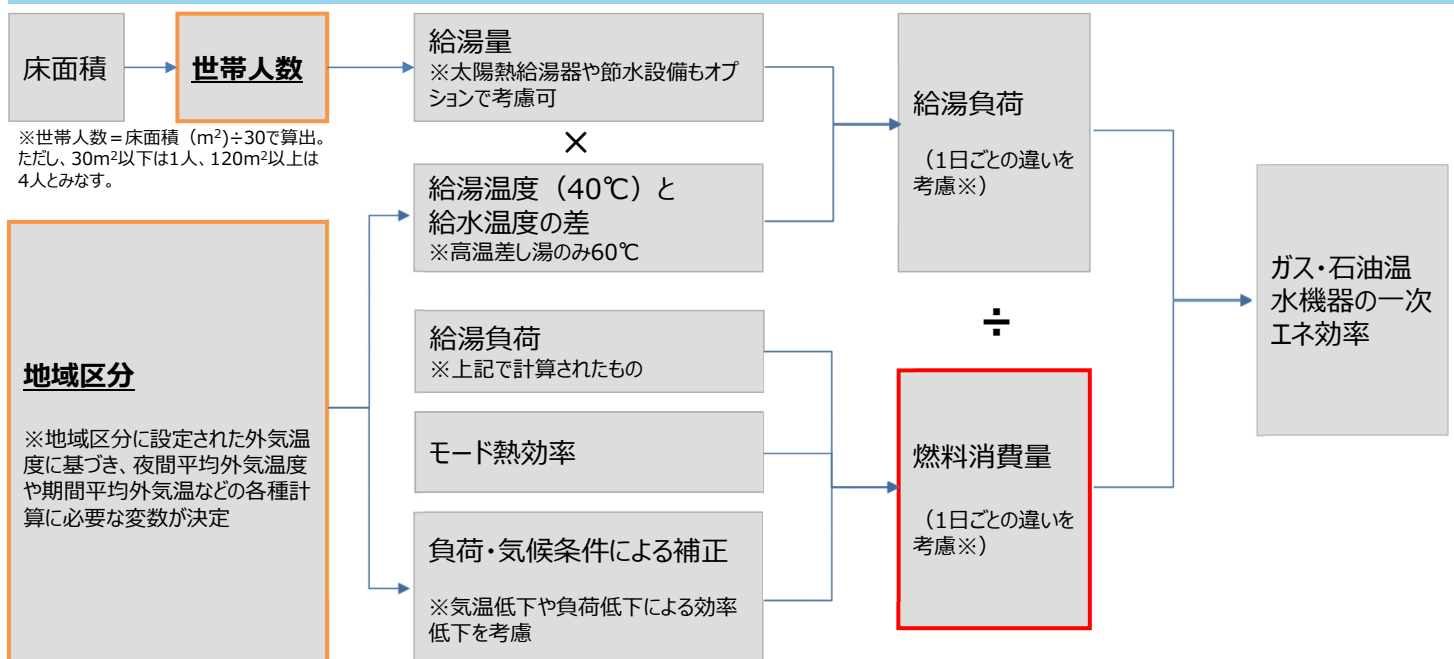 床面積
世帯人数
※世帯人数＝床面積（m²)÷30で算出。
ただし、30m²以下は1人、120m²以上は
4人とみなす。
給湯量
※太陽熱給湯器や節水設備もオプ
ションで考慮可
×
給湯温度（40℃）と
給水温度の差
※高温差し湯のみ60℃
給湯負荷
（1日ごとの違いを
考慮※）
地域区分
※地域区分に設定された外気温
度に基づき、夜間平均外気温度
や期間平均外気温などの各種計
算に必要な変数が決定
給湯負荷
※上記で計算されたもの
モード熱効率
負荷・気候条件による補正
※気温低下や負荷低下による効率
低下を考慮
÷
燃料消費量
（1日ごとの違いを
考慮※）
ガス・石油温
水機器の一次
エネ効率